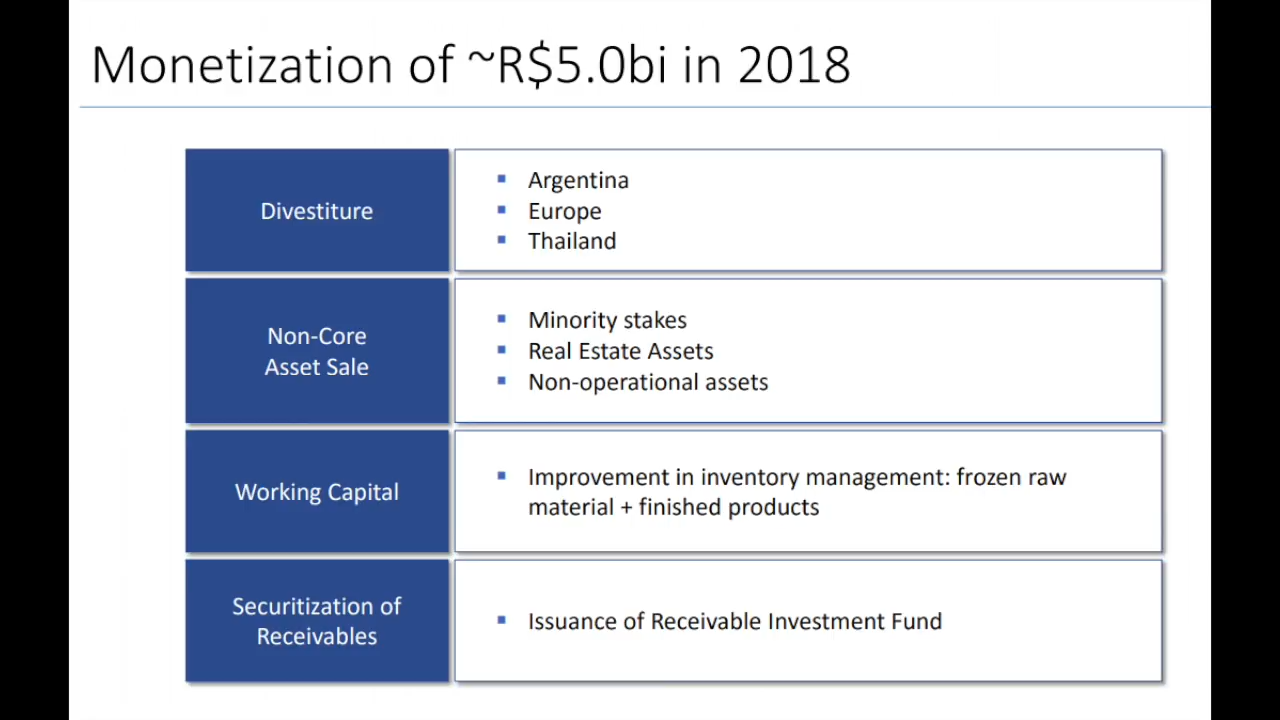 Monetization of ~R$5.0bi in 2018
Divestiture
▪ Argentina
▪ Europe
▪ Thailand
Non-Core
Asset Sale
▪ Minority stakes
▪ Real Estate Assets
▪ Non-operational assets
Working Capital
▪ Improvement in inventory management: frozen raw
material + finished products
Securitization of
Receivables
▪ Issuance of Receivable Investment Fund